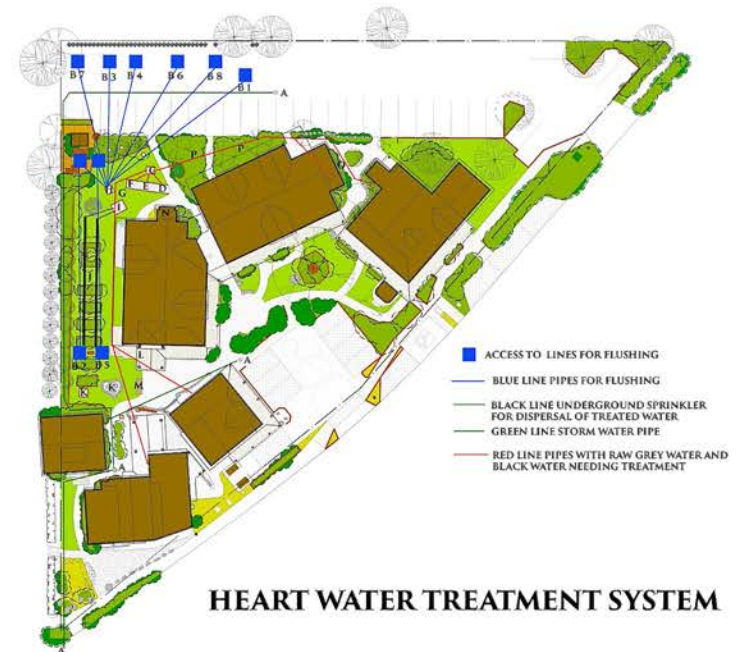 B7
B3
B4
B6
B8
B1
A
P
P
C
F
D
G
I
N
J
A
L
M
K
K
A
A
ACCESS TO LINES FOR FLUSHING
BLUE LINE PIPES FOR FLUSHING
BLACK LINE UNDERGROUND SPRINKLER
FOR DISPERSAL OF TREATED WATER
GREEN LINE STORM WATER PIPE
RED LINE PIPES WITH RAW GREY WATER AND
BLACK WATER NEEDING TREATMENT
HEART WATER TREATMENT SYSTEM